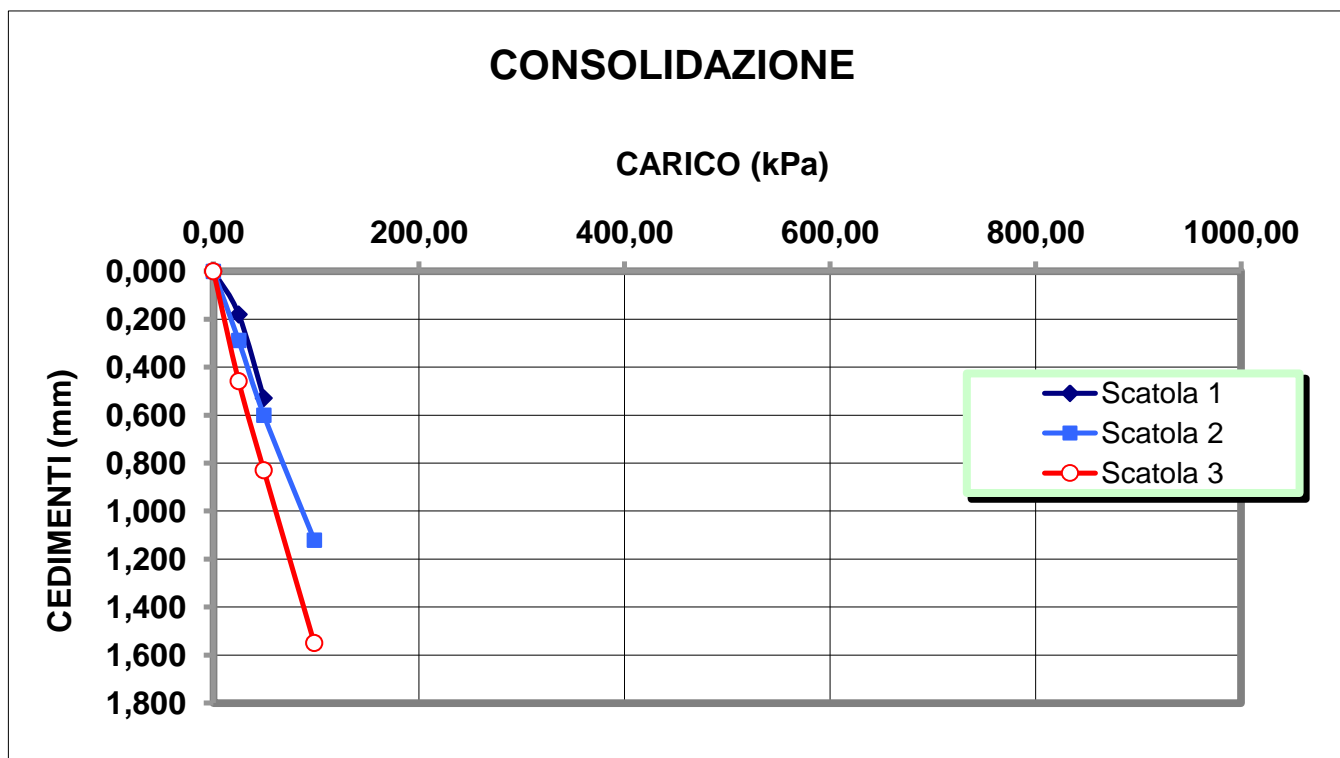 CONSOLIDAZIONE
CARICO (kPa)
0,00 200,00 400,00 600,00 800,00 1000,00
CEDIMENTI (mm)
0,000
0,200
0,400
0,600
0,800
1,000
1,200
1,400
1,600
1,800
Scatola 1
Scatola 2
Scatola 3